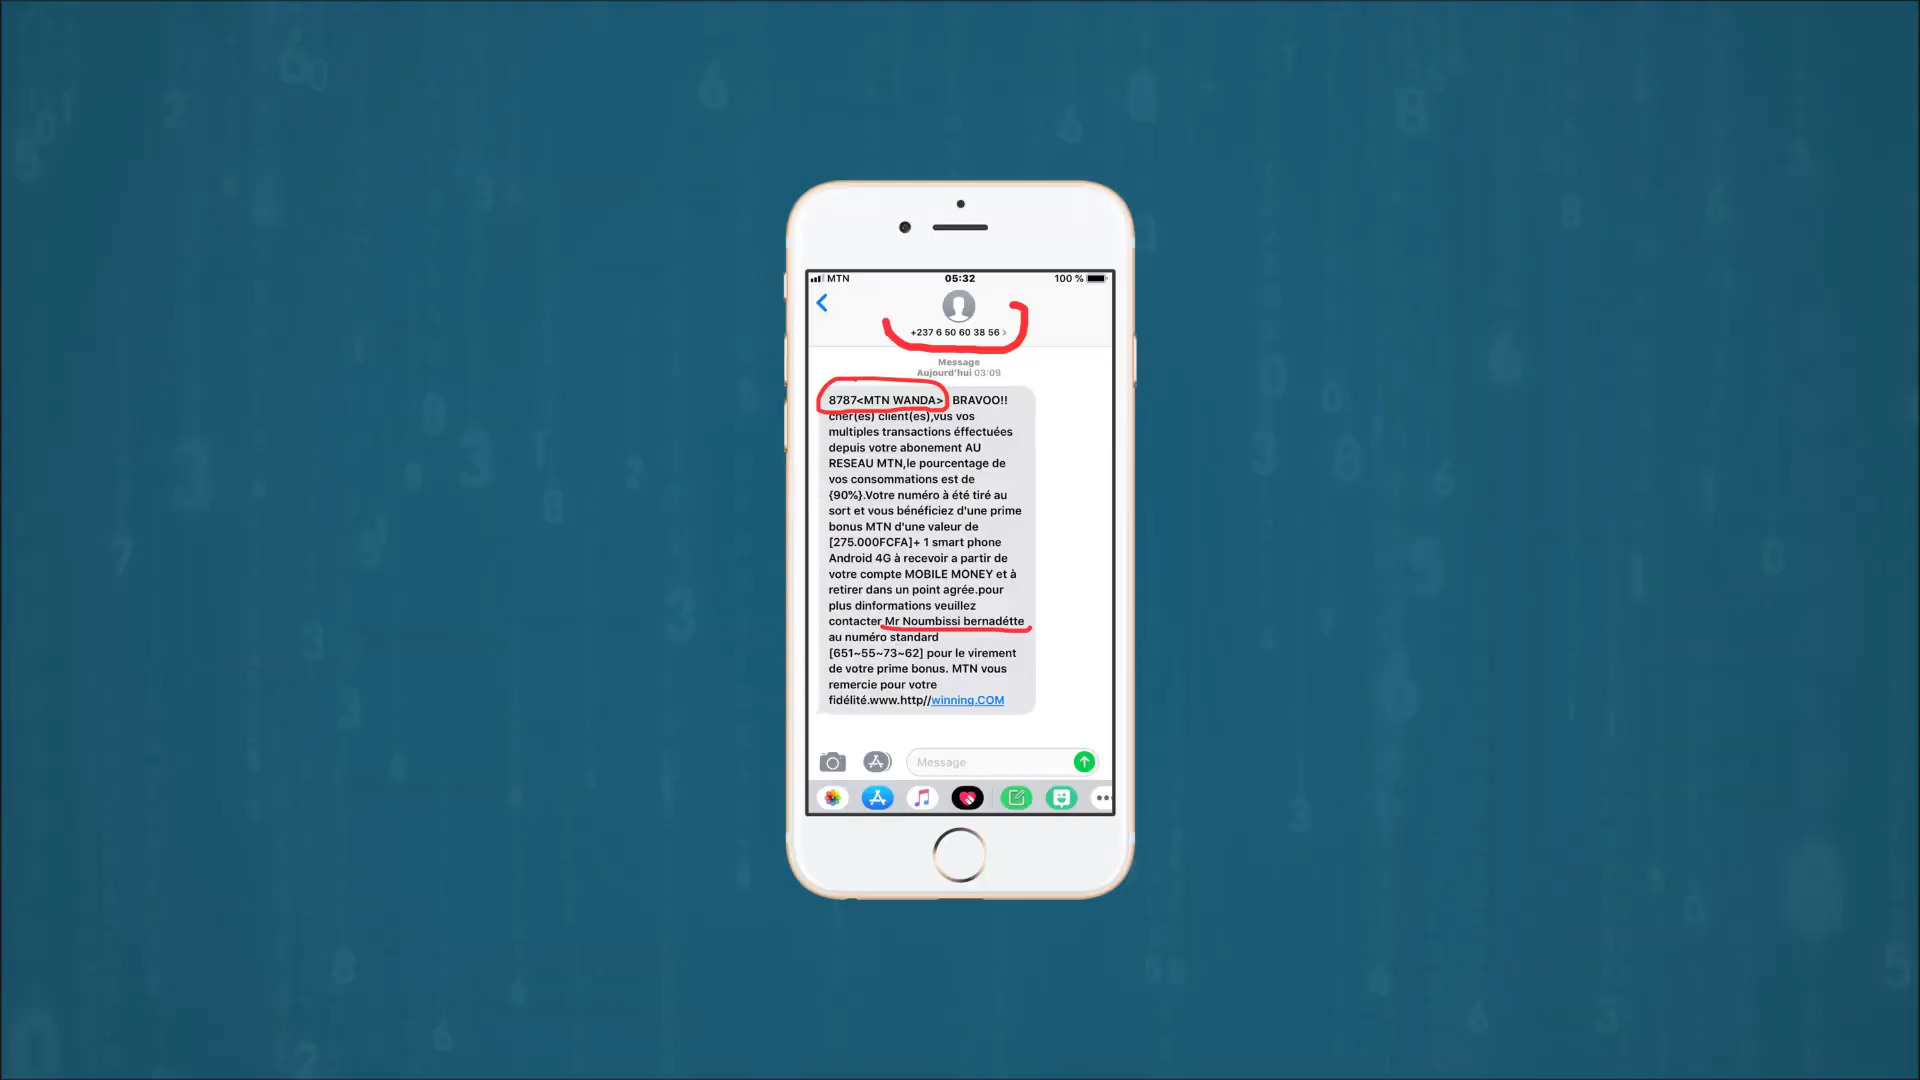 MTN 05:32 100 %
+237 6 50 60 38 56 >
Message
Aujourd'hui 03:09
8787<MTN WANDA> BRAVOO!!
cher(es) client(es),vus vos
multiples transactions éffectuées
depuis votre abonement AU
RESEAU MTN,le pourcentage de
vos consommations est de
{90%}.Votre numéro à été tiré au
sort et vous bénéficiez d'une prime
bonus MTN d'une valeur de
[275.000FCFA]+ 1 smart phone
Android 4G à recevoir a partir de
votre compte MOBILE MONEY et à
retirer dans un point agrée.pour
plus dinformations veuillez
contacter Mr Noumbissi bernadétte
au numéro standard
[651~55~73~62] pour le virement
de votre prime bonus. MTN vous
remercie pour votre
fidélité.www.http//winning.COM
Message